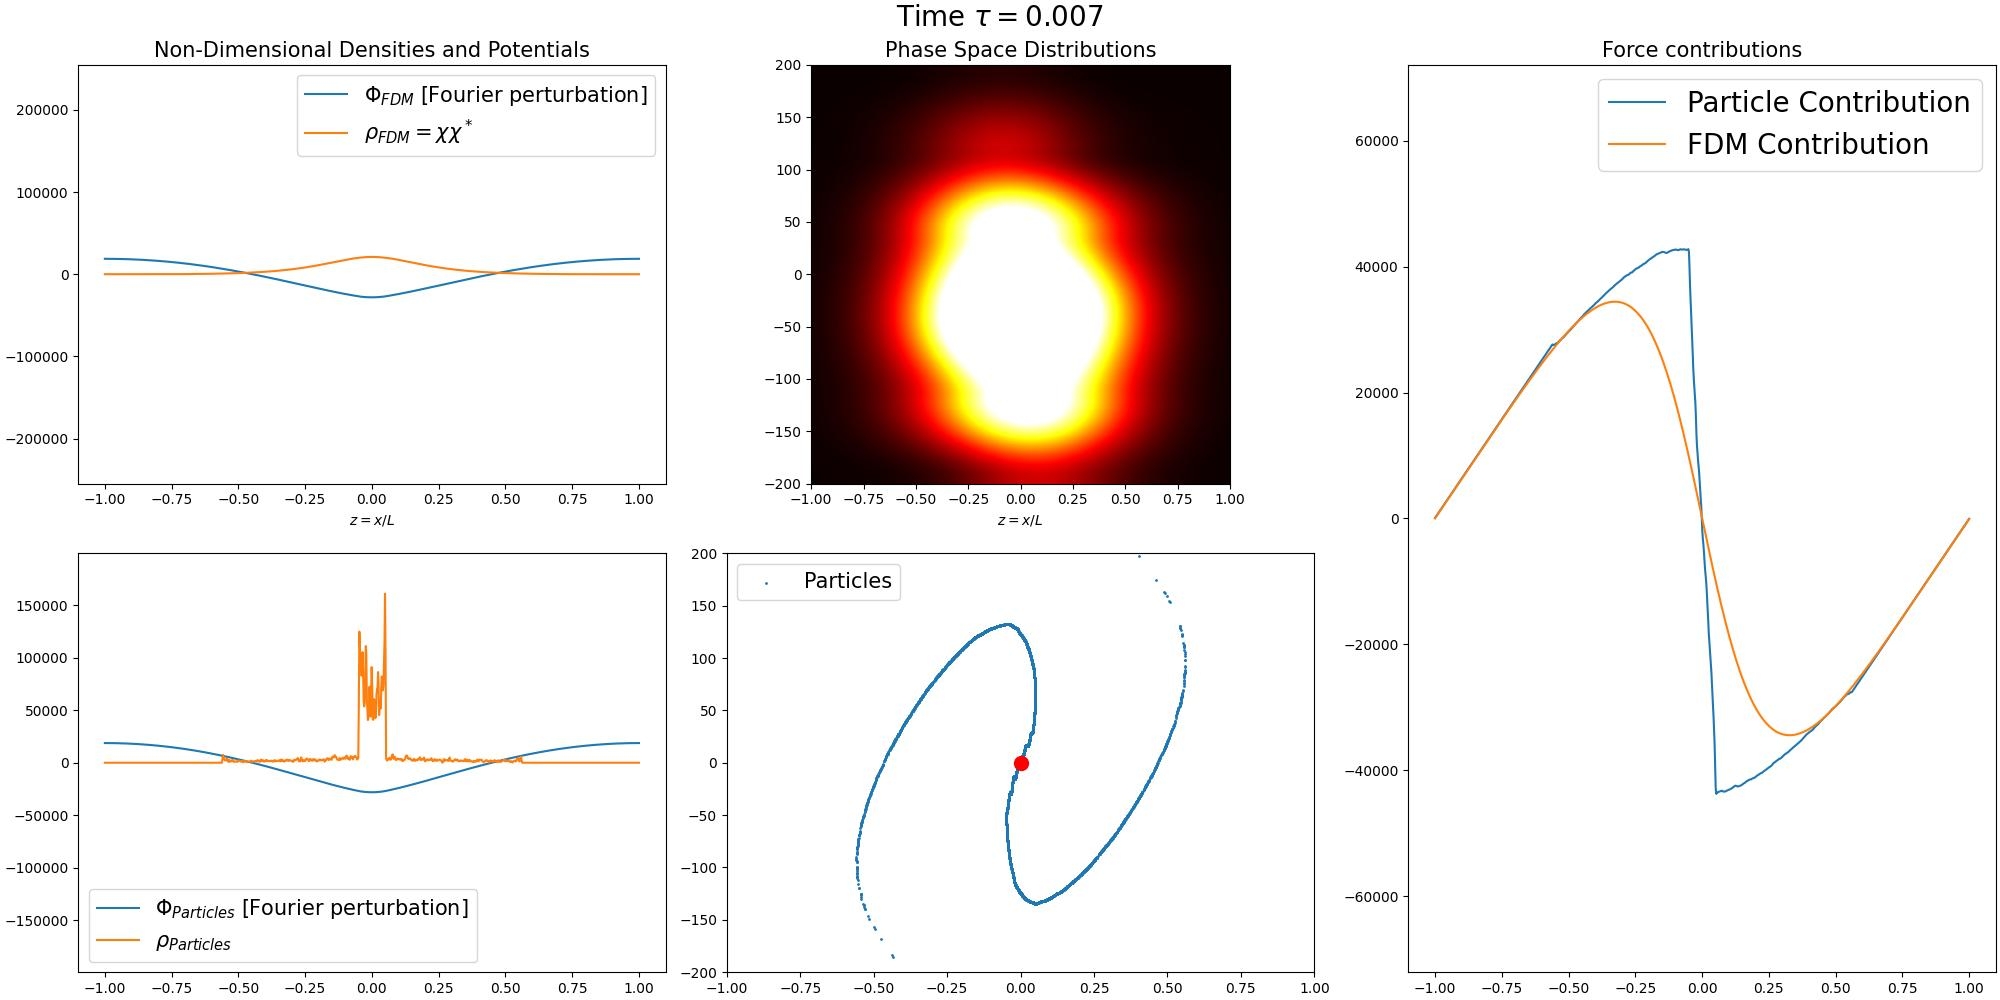 Time τ = 0.007
Non-Dimensional Densities and Potentials
Φ_FDM [Fourier perturbation]
ρ_FDM = χχ*
200000
100000
0
−100000
−200000
−1.00 −0.75 −0.50 −0.25 0.00 0.25 0.50 0.75 1.00
z = x/L
Phase Space Distributions
200
150
100
50
0
−50
−100
−150
−200
−1.00 −0.75 −0.50 −0.25 0.00 0.25 0.50 0.75 1.00
z = x/L
Force contributions
Particle Contribution
FDM Contribution
60000
40000
20000
0
−20000
−40000
−60000
−1.00 −0.75 −0.50 −0.25 0.00 0.25 0.50 0.75 1.00
150000
100000
50000
0
−50000
−100000
−150000
Φ_Particles [Fourier perturbation]
ρ_Particles
−1.00 −0.75 −0.50 −0.25 0.00 0.25 0.50 0.75 1.00
Particles
200
150
100
50
0
−50
−100
−150
−200
−1.00 −0.75 −0.50 −0.25 0.00 0.25 0.50 0.75 1.00